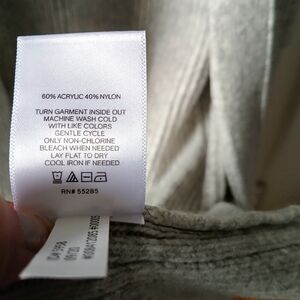 60% ACRYLIC 40% NYLON
TURN GARMENT INSIDE OUT
MACHINE WASH COLD
WITH LIKE COLORS
GENTLE CYCLE
ONLY NON-CHLORINE
BLEACH WHEN NEEDED
LAY FLAT TO DRY
COOL IRON IF NEEDED
RN# 55285